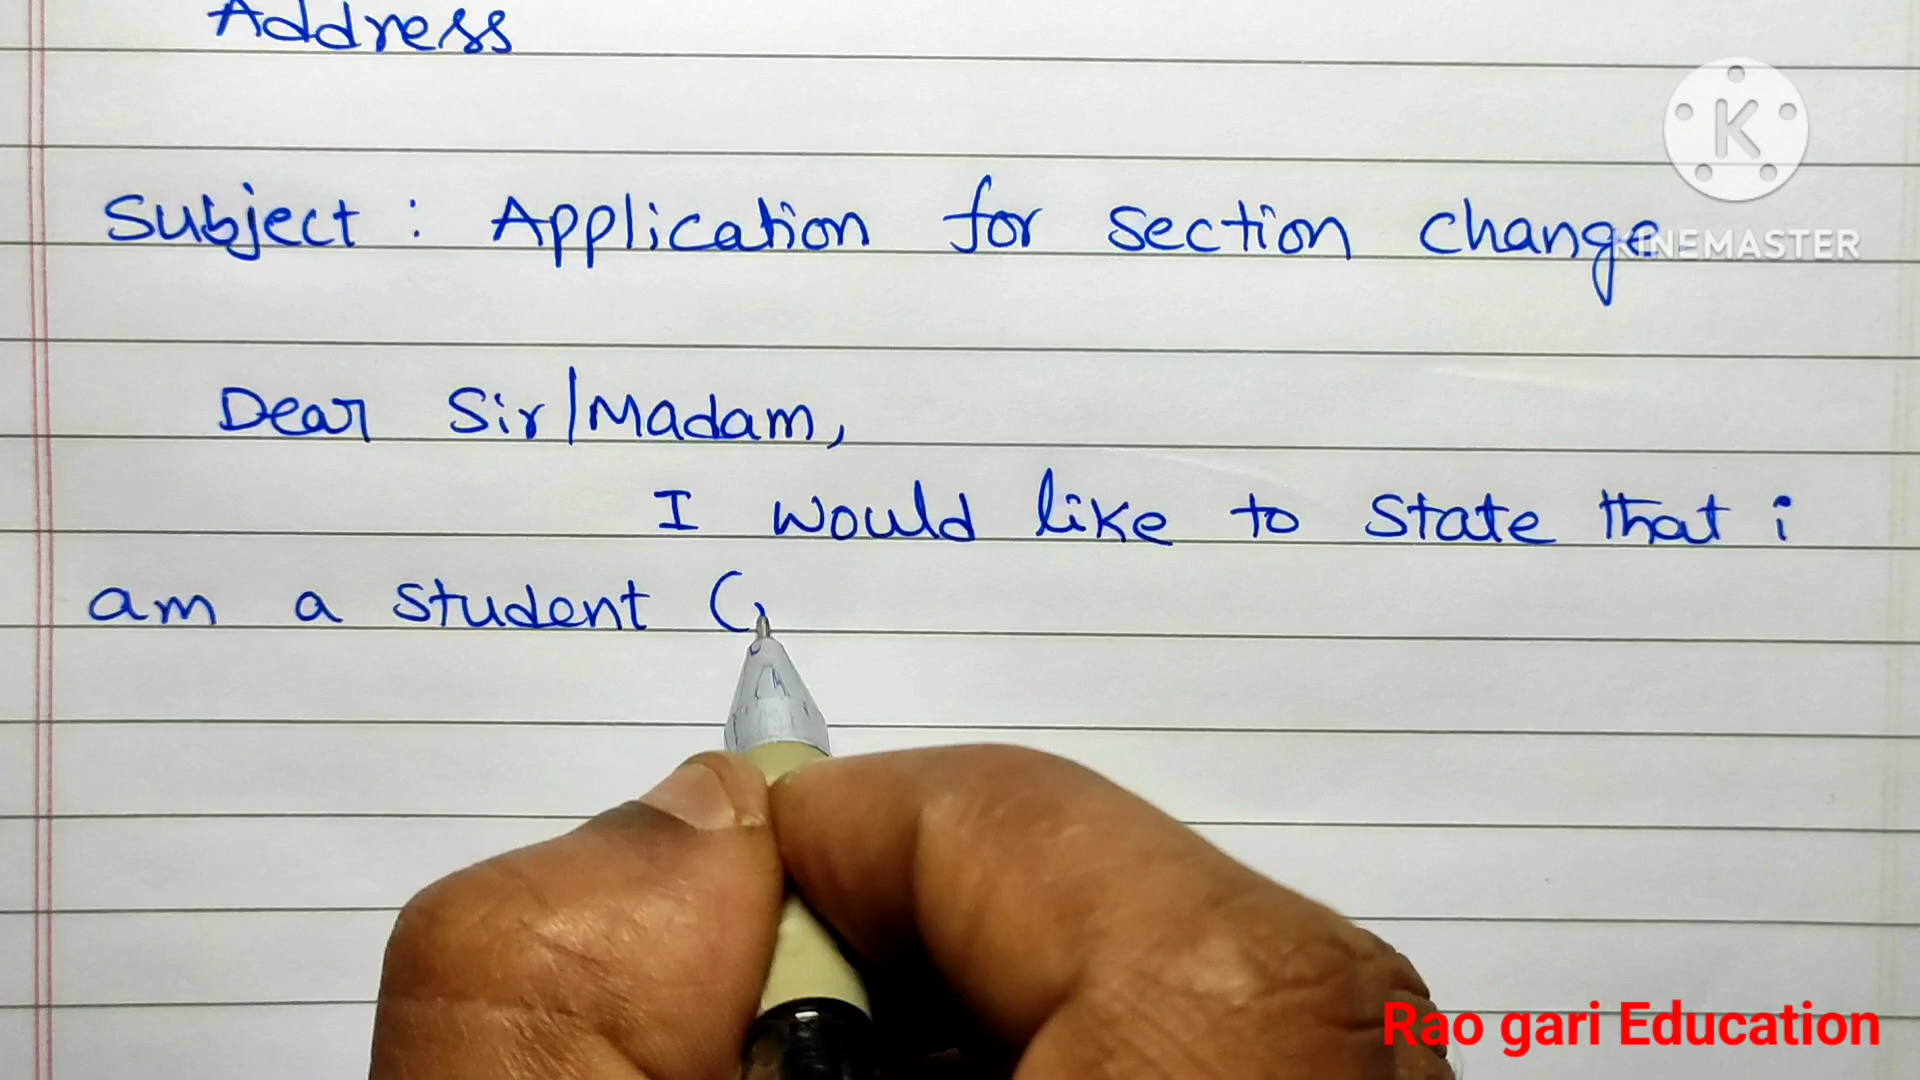 Address
K
Subject : Application for section change.
KINEMASTER
Dear Sir/Madam,
I would like to state that i
am a student (
Rao gari Education